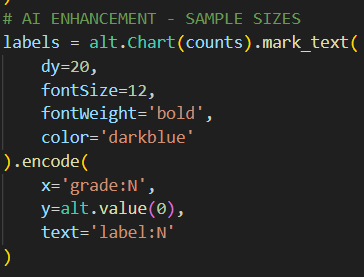 )
# AI ENHANCEMENT - SAMPLE SIZES
labels = alt.Chart(counts).mark_text(
    dy=20,
    fontSize=12,
    fontWeight='bold',
    color='darkblue'
).encode(
    x='grade:N',
    y=alt.value(0),
    text='label:N'
)